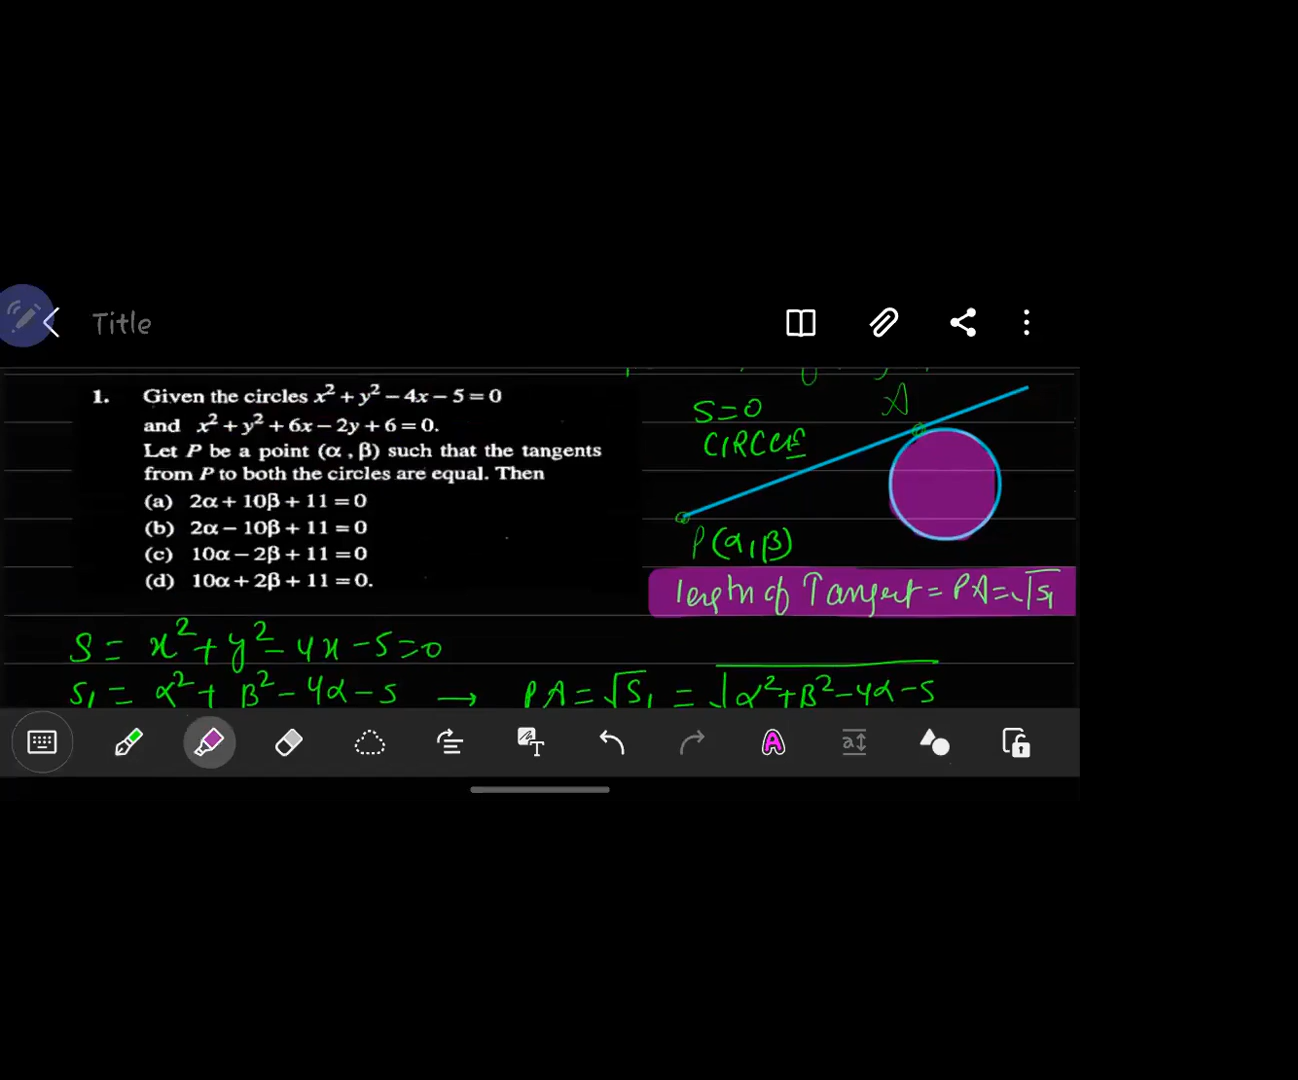 Title
1. Given the circles x² + y² − 4x − 5 = 0
and x² + y² + 6x − 2y + 6 = 0.
Let P be a point (α , β) such that the tangents
from P to both the circles are equal. Then
(a) 2α + 10β + 11 = 0
(b) 2α − 10β + 11 = 0
(c) 10α − 2β + 11 = 0
(d) 10α + 2β + 11 = 0.
S=0
CIRCLE
A
P(α,β)
length of Tangent = PA = √S₁
S = x² + y² − 4x − 5 = 0
S₁ = α² + β² − 4α − 5 → PA = √S₁ = √α²+β²−4α−5